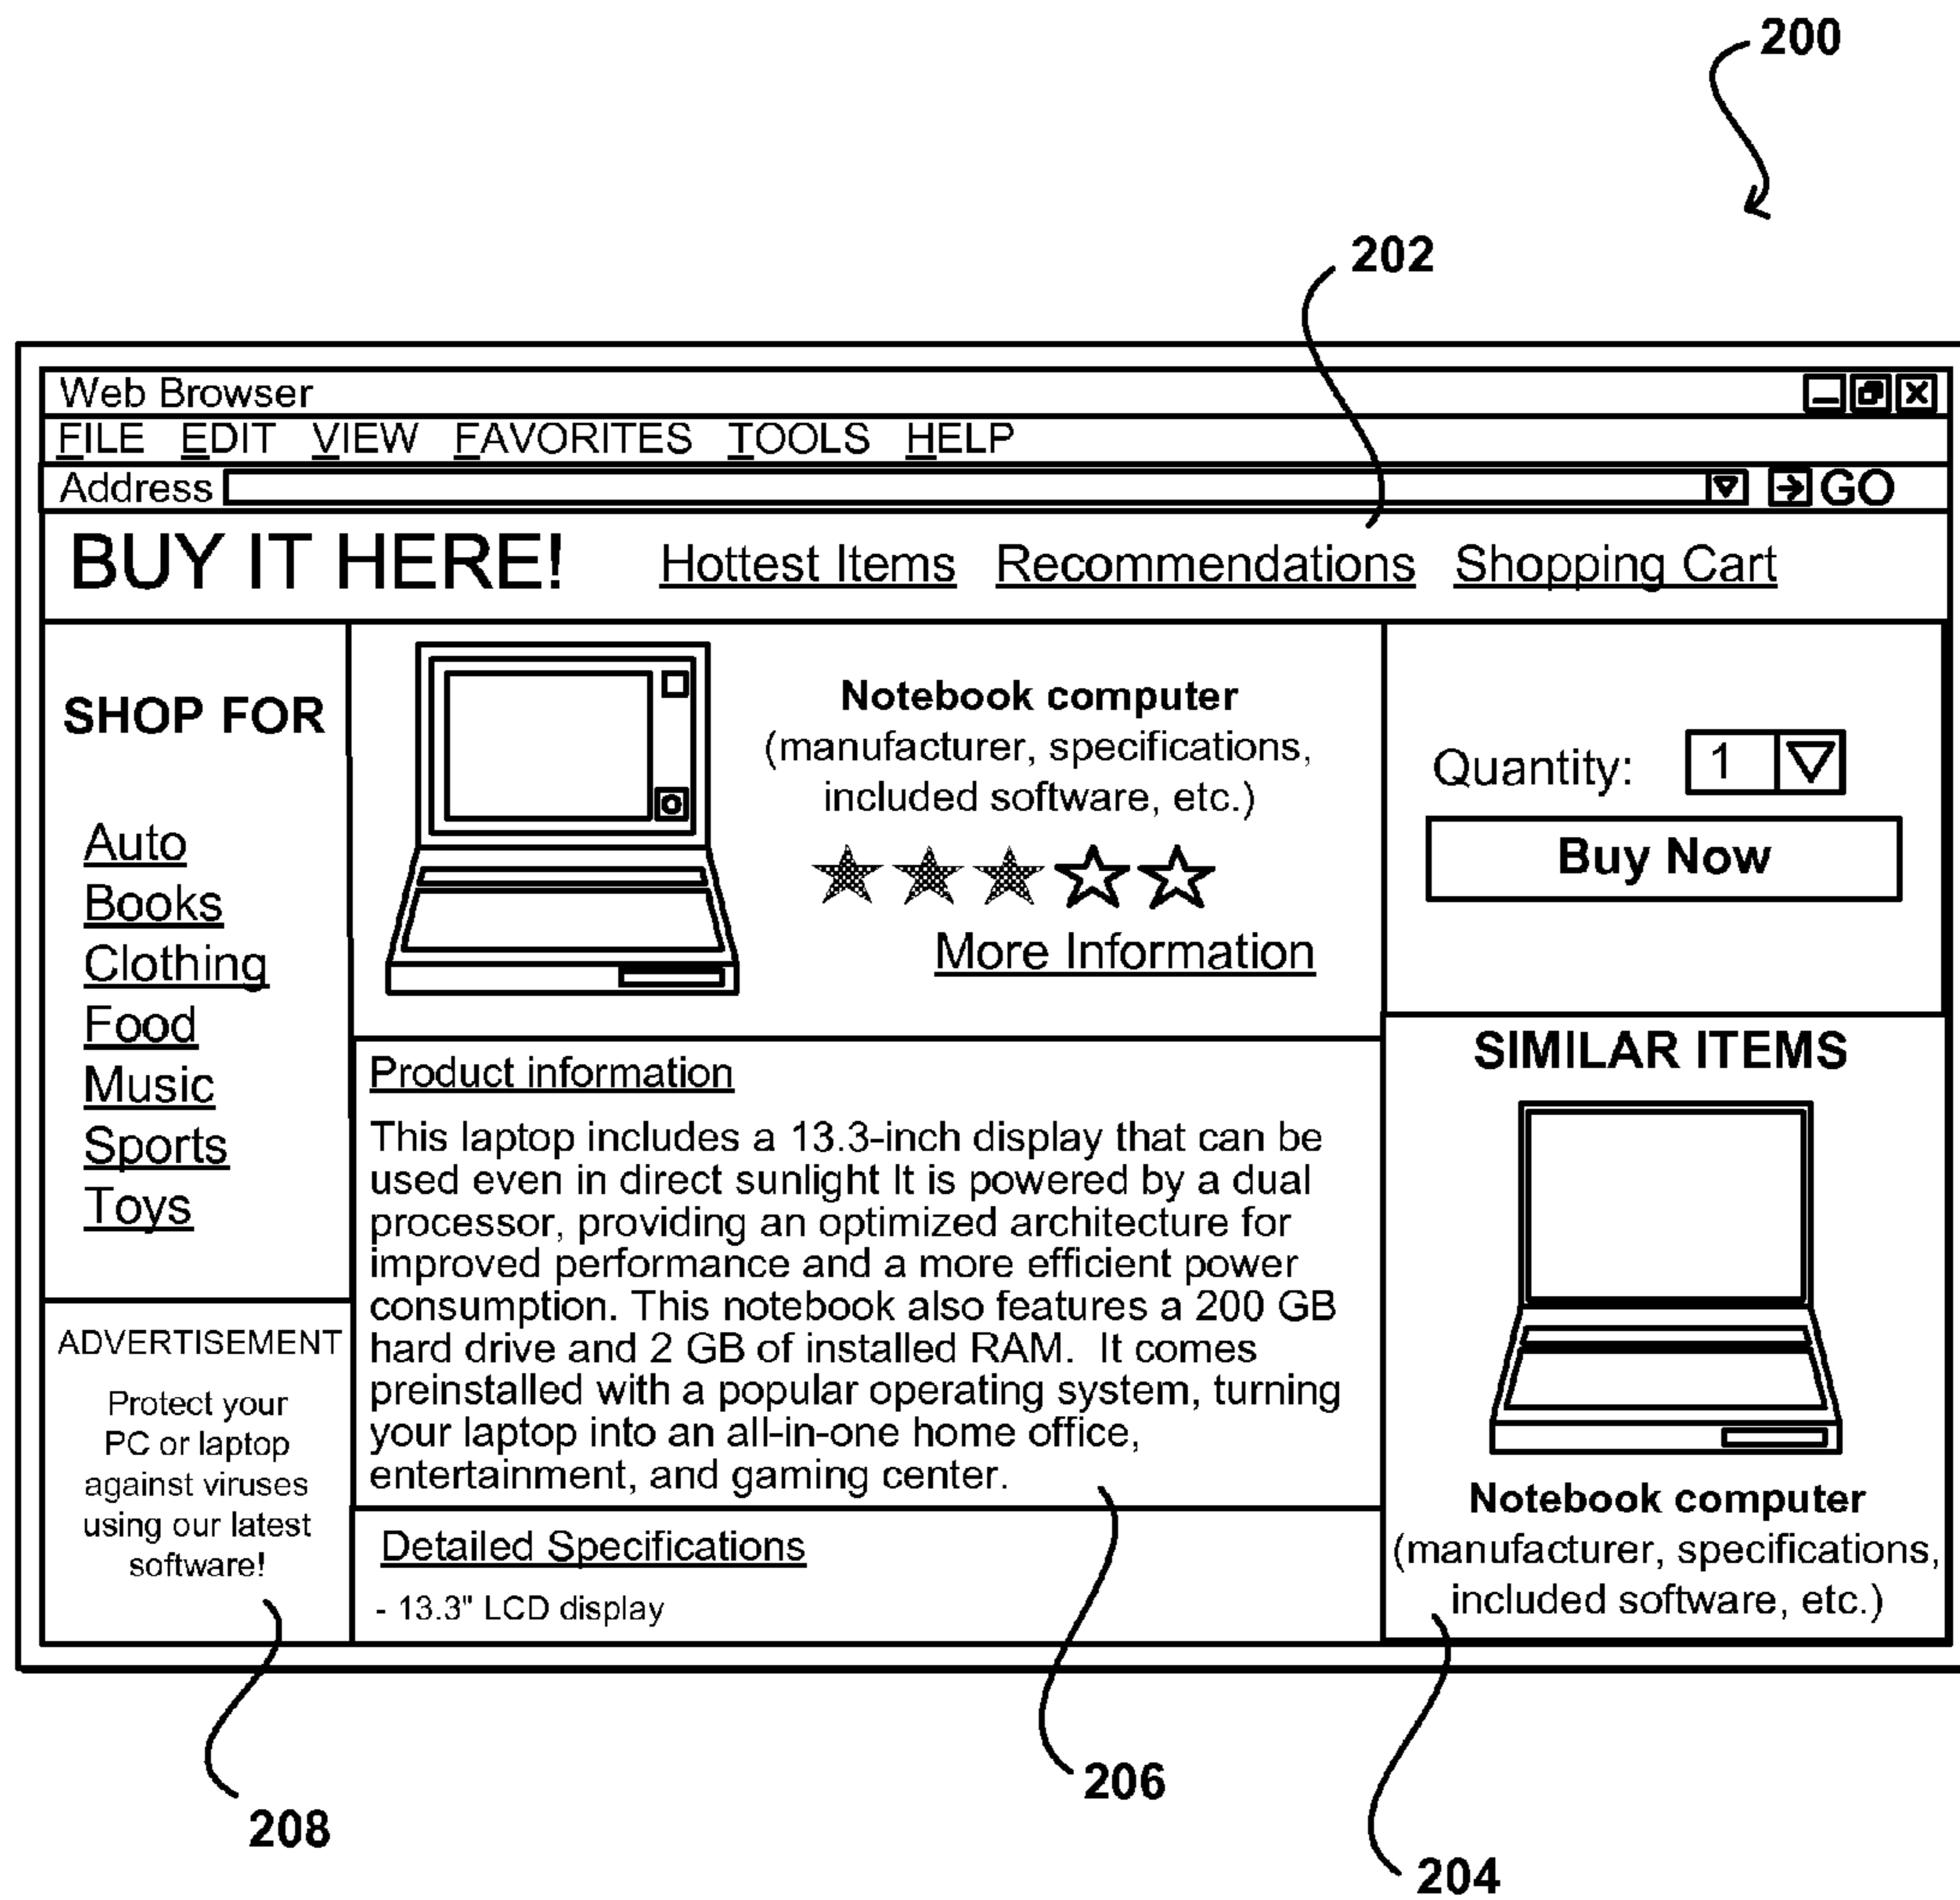 200
202
Web Browser
FILE EDIT VIEW FAVORITES TOOLS HELP
Address GO
BUY IT HERE! Hottest Items Recommendations Shopping Cart
SHOP FOR
Auto
Books
Clothing
Food
Music
Sports
Toys
ADVERTISEMENT
Protect your
PC or laptop
against viruses
using our latest
software!
Notebook computer
(manufacturer, specifications,
included software, etc.)
More Information
Product information
This laptop includes a 13.3-inch display that can be
used even in direct sunlight It is powered by a dual
processor, providing an optimized architecture for
improved performance and a more efficient power
consumption. This notebook also features a 200 GB
hard drive and 2 GB of installed RAM.  It comes
preinstalled with a popular operating system, turning
your laptop into an all-in-one home office,
entertainment, and gaming center.
Detailed Specifications
- 13.3" LCD display
Quantity: 1
Buy Now
SIMILAR ITEMS
Notebook computer
(manufacturer, specifications,
included software, etc.)
206
208
204